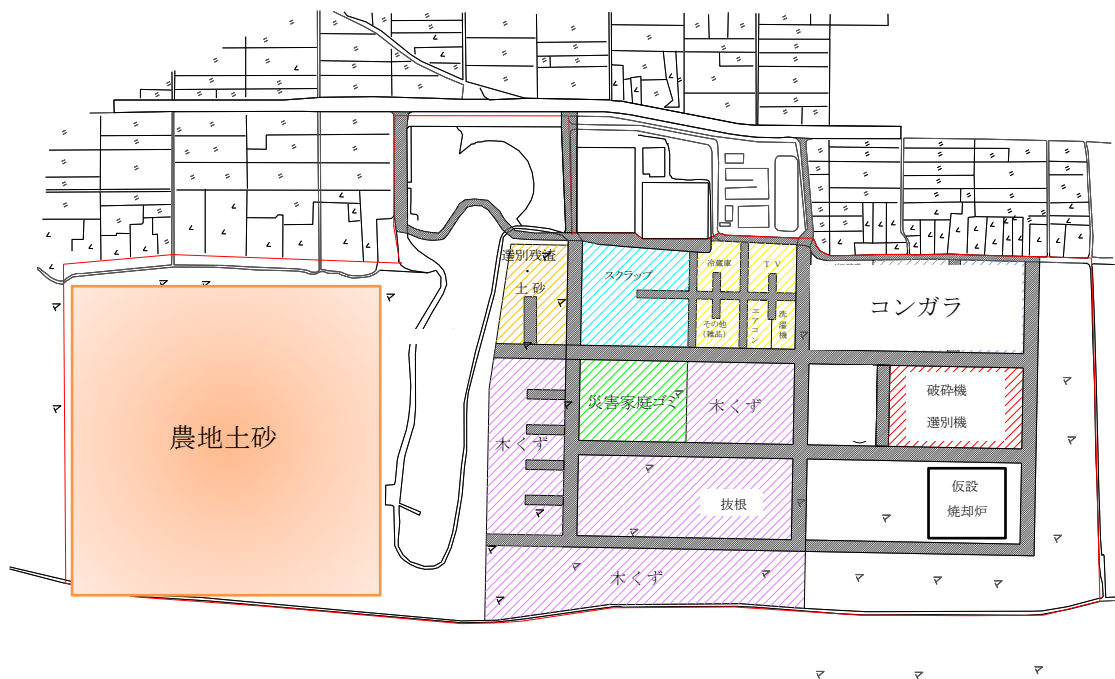 選別残渣
・
土砂
スクラップ
冷蔵庫
TV
その他
(雑品)
エアコン
洗濯機
コンガラ
災害家庭ゴミ
木くず
破砕機
選別機
農地土砂
木くず
抜根
仮設
焼却炉
木くず